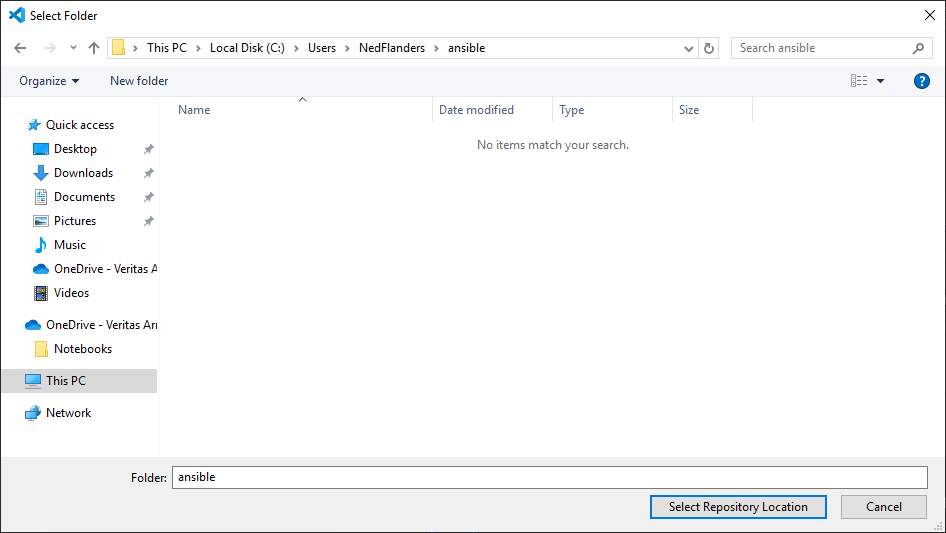 Select Folder
This PC > Local Disk (C:) > Users > NedFlanders > ansible
Search ansible
Organize
New folder
?
Name
Date modified
Type
Size
No items match your search.
Quick access
Desktop
Downloads
Documents
Pictures
Music
OneDrive - Veritas A
Videos
OneDrive - Veritas Arr
Notebooks
This PC
Network
Folder: ansible
Select Repository Location
Cancel